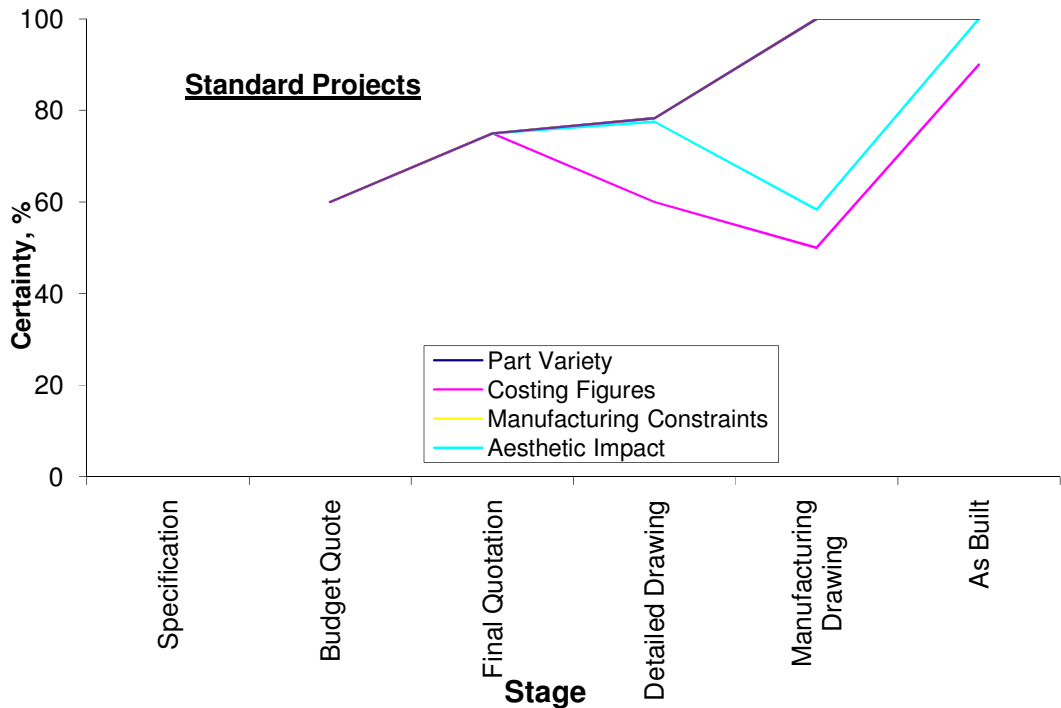 100
Standard Projects
80
60
40
20
0
Certainty, %
Part Variety
Costing Figures
Manufacturing Constraints
Aesthetic Impact
Specification
Budget Quote
Final Quotation
Detailed Drawing
Manufacturing
Drawing
As Built
Stage